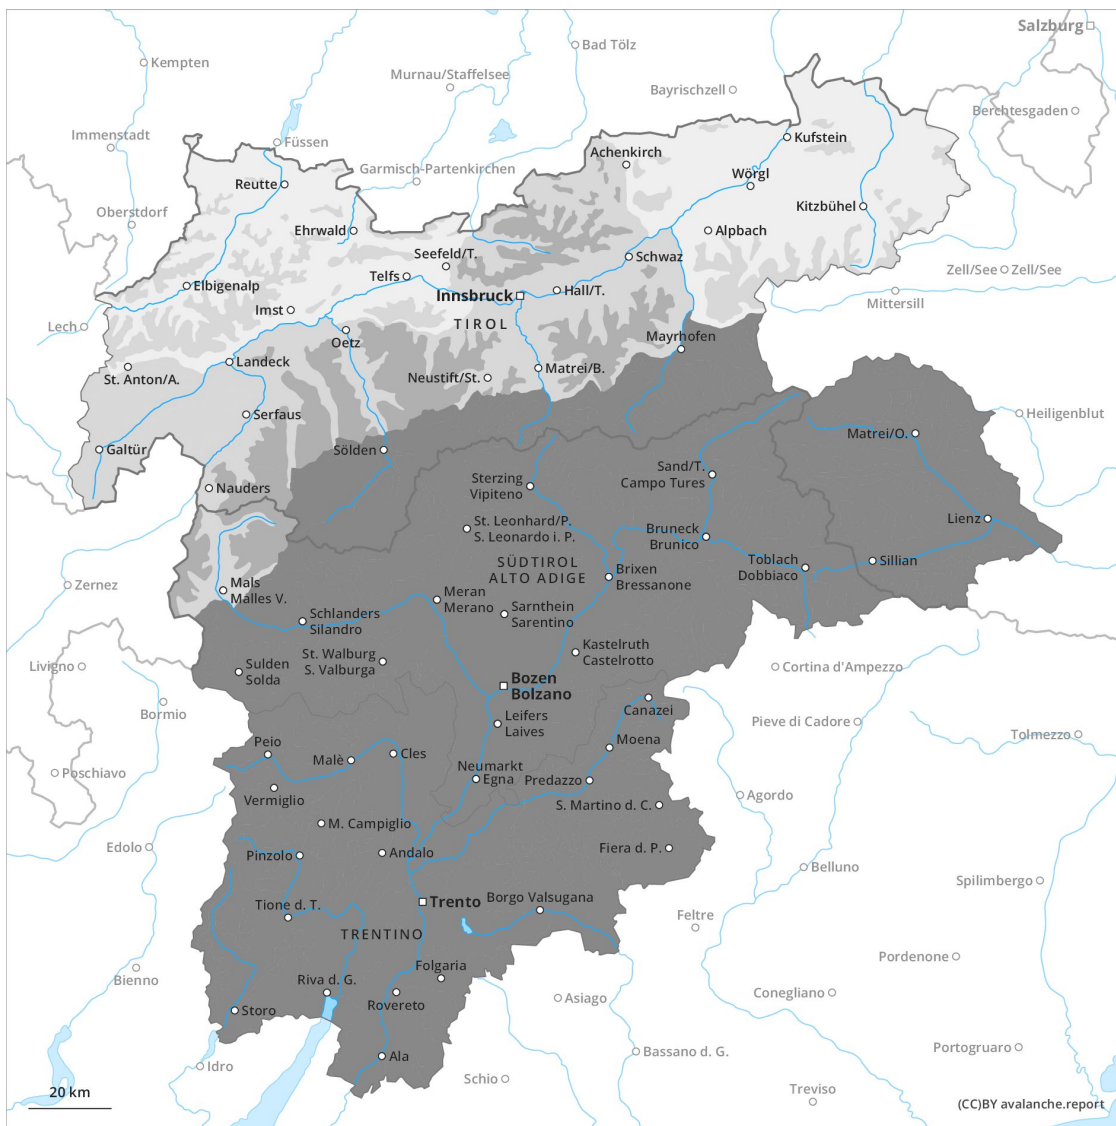 Salzburg
Bad Tölz
Kempten
Murnau/Staffelsee
Bayrischzell
Berchtesgaden
Immenstadt
Füssen
Kufstein
Achenkirch
Garmisch-Partenkirchen
Wörgl
Reutte
Oberstdorf
Kitzbühel
Ehrwald
Alpbach
Seefeld/T.
Schwaz
Zell/See
Zell/See
Telfs
Elbigenalp
Hall/T.
Innsbruck
Mittersill
Imst
TIROL
Lech
Mayrhofen
Oetz
Landeck
Matrei/B.
St. Anton/A.
Neustift/St.
Serfaus
Heiligenblut
Matrei/O.
Galtür
Sölden
Sand/T.
Campo Tures
Sterzing
Vipiteno
Nauders
Lienz
St. Leonhard/P.
S. Leonardo i. P.
Bruneck
Brunico
SÜDTIROL
ALTO ADIGE
Toblach
Dobbiaco
Sillian
Brixen
Bressanone
Zernez
Mals
Malles V.
Meran
Merano
Sarnthein
Sarentino
Schlanders
Silandro
Kastelruth
Castelrotto
St. Walburg
S. Valburga
Livigno
Sulden
Solda
Cortina d'Ampezzo
Bozen
Bolzano
Bormio
Canazei
Leifers
Laives
Pieve di Cadore
Tolmezzo
Moena
Peio
Cles
Malè
Neumarkt
Egna
Predazzo
Poschiavo
Vermiglio
S. Martino d. C.
Agordo
M. Campiglio
Edolo
Pinzolo
Andalo
Fiera d. P.
Belluno
Spilimbergo
Borgo Valsugana
Trento
Tione d. T.
Feltre
TRENTINO
Pordenone
Folgaria
Bienno
Riva d. G.
Conegliano
Asiago
Rovereto
Storo
Portogruaro
Bassano d. G.
Ala
Idro
Schio
Treviso
20 km
(CC)BY avalanche.report